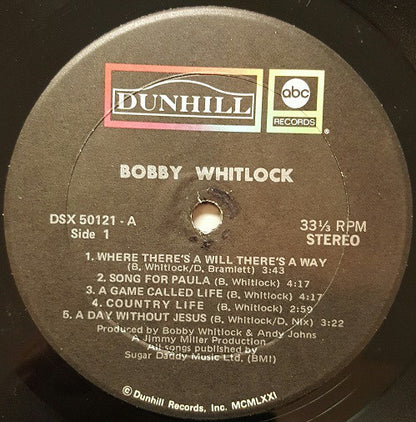 DUNHILL
abc
RECORDS
®
BOBBY WHITLOCK
DSX 50121 - A
Side 1
33⅓ RPM
STEREO
1. WHERE THERE'S A WILL THERE'S A WAY
(B. Whitlock/D. Bramlett) 3:43
2. SONG FOR PAULA (B. Whitlock) 4:17
3. A GAME CALLED LIFE (B. Whitlock) 4:17
4. COUNTRY LIFE (B. Whitlock) 2:59
5. A DAY WITHOUT JESUS (B. Whitlock/D. Nix) 3:22
Produced by Bobby Whitlock & Andy Johns
A Jimmy Miller Production
All songs published by
Sugar Daddy Music Ltd. (BMI)
© Dunhill Records, Inc. MCMLXXI